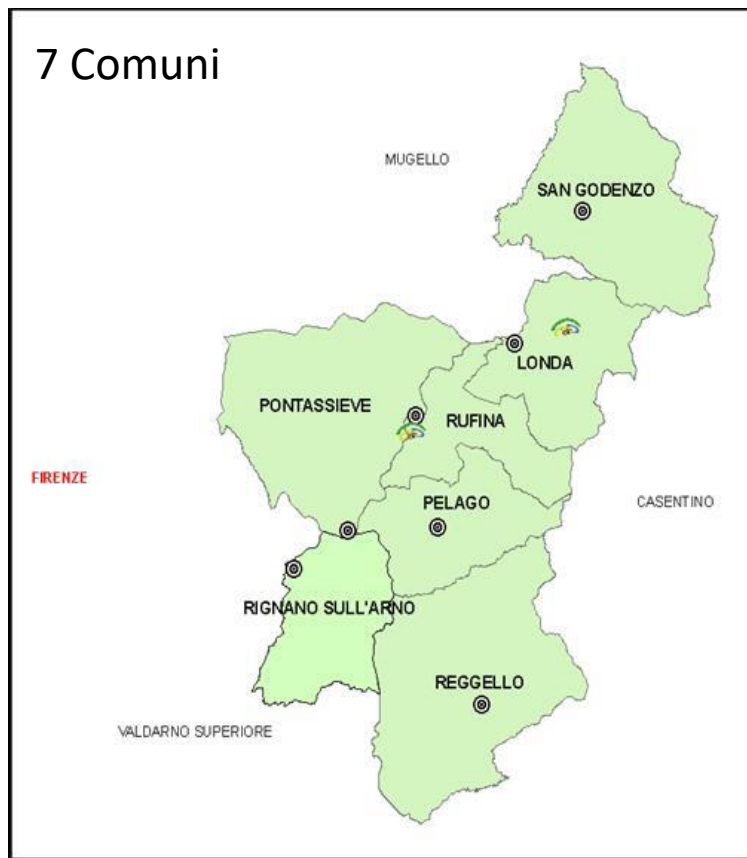 7 Comuni
MUGELLO
SAN GODENZO
LONDA
PONTASSIEVE
RUFINA
FIRENZE
PELAGO
CASENTINO
RIGNANO SULL'ARNO
REGGELLO
VALDARNO SUPERIORE